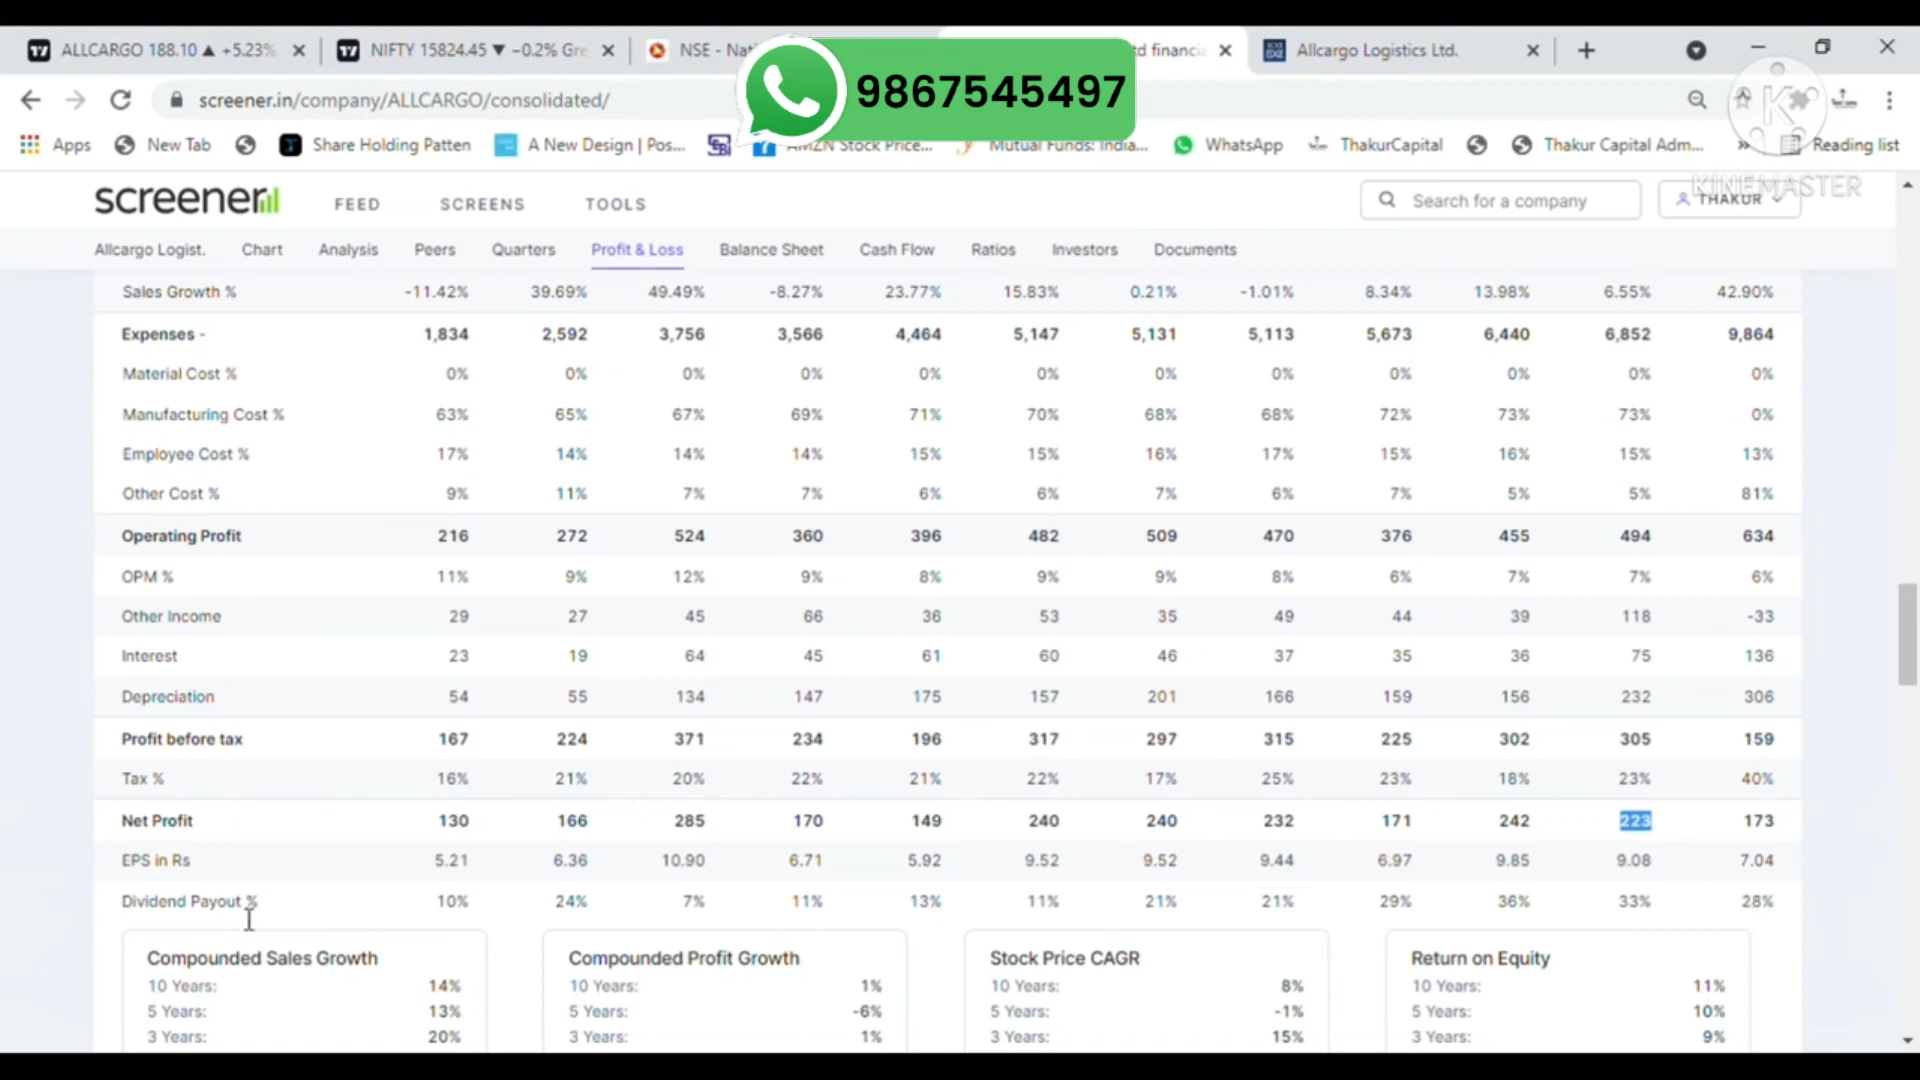 ALLCARGO 188.10 ▲ +5.23%
NIFTY 15824.45 ▼ −0.2% Gre
NSE - Nat
td financia
Allcargo Logistics Ltd.
9867545497
screener.in/company/ALLCARGO/consolidated/
Apps
New Tab
Share Holding Patten
A New Design | Pos...
AMZN Stock Price...
Mutual Funds: India...
WhatsApp
ThakurCapital
Thakur Capital Adm...
»
Reading list
KINEMASTER
screener
FEED
SCREENS
TOOLS
Search for a company
THAKUR
Allcargo Logist. Chart Analysis Peers Quarters Profit & Loss Balance Sheet Cash Flow Ratios Investors Documents
Sales Growth % -11.42% 39.69% 49.49% -8.27% 23.77% 15.83% 0.21% -1.01% 8.34% 13.98% 6.55% 42.90%
Expenses - 1,834 2,592 3,756 3,566 4,464 5,147 5,131 5,113 5,673 6,440 6,852 9,864
Material Cost % 0% 0% 0% 0% 0% 0% 0% 0% 0% 0% 0% 0%
Manufacturing Cost % 63% 65% 67% 69% 71% 70% 68% 68% 72% 73% 73% 0%
Employee Cost % 17% 14% 14% 14% 15% 15% 16% 17% 15% 16% 15% 13%
Other Cost % 9% 11% 7% 7% 6% 6% 7% 6% 7% 5% 5% 81%
Operating Profit 216 272 524 360 396 482 509 470 376 455 494 634
OPM % 11% 9% 12% 9% 8% 9% 9% 8% 6% 7% 7% 6%
Other Income 29 27 45 66 36 53 35 49 44 39 118 -33
Interest 23 19 64 45 61 60 46 37 35 36 75 136
Depreciation 54 55 134 147 175 157 201 166 159 156 232 306
Profit before tax 167 224 371 234 196 317 297 315 225 302 305 159
Tax % 16% 21% 20% 22% 21% 22% 17% 25% 23% 18% 23% 40%
Net Profit 130 166 285 170 149 240 240 232 171 242 223 173
EPS in Rs 5.21 6.36 10.90 6.71 5.92 9.52 9.52 9.44 6.97 9.85 9.08 7.04
Dividend Payout % 10% 24% 7% 11% 13% 11% 21% 21% 29% 36% 33% 28%
Compounded Sales Growth
10 Years: 14%
5 Years: 13%
3 Years: 20%
Compounded Profit Growth
10 Years: 1%
5 Years: -6%
3 Years: 1%
Stock Price CAGR
10 Years: 8%
5 Years: -1%
3 Years: 15%
Return on Equity
10 Years: 11%
5 Years: 10%
3 Years: 9%